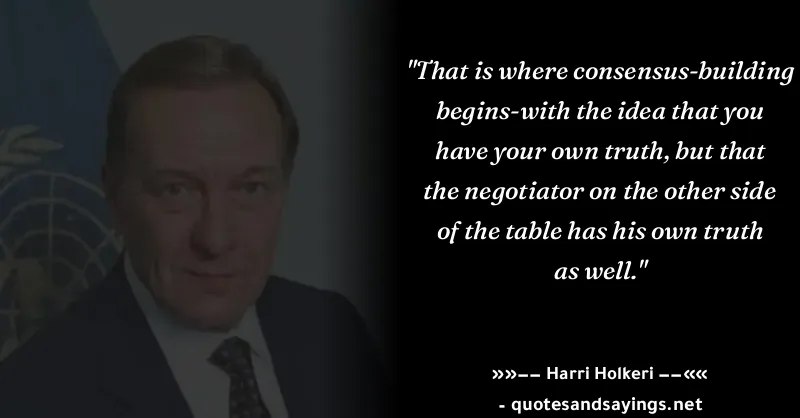 "That is where consensus-building
begins-with the idea that you
have your own truth, but that
the negotiator on the other side
of the table has his own truth
as well."
»»−− Harri Holkeri −−««
- quotesandsayings.net